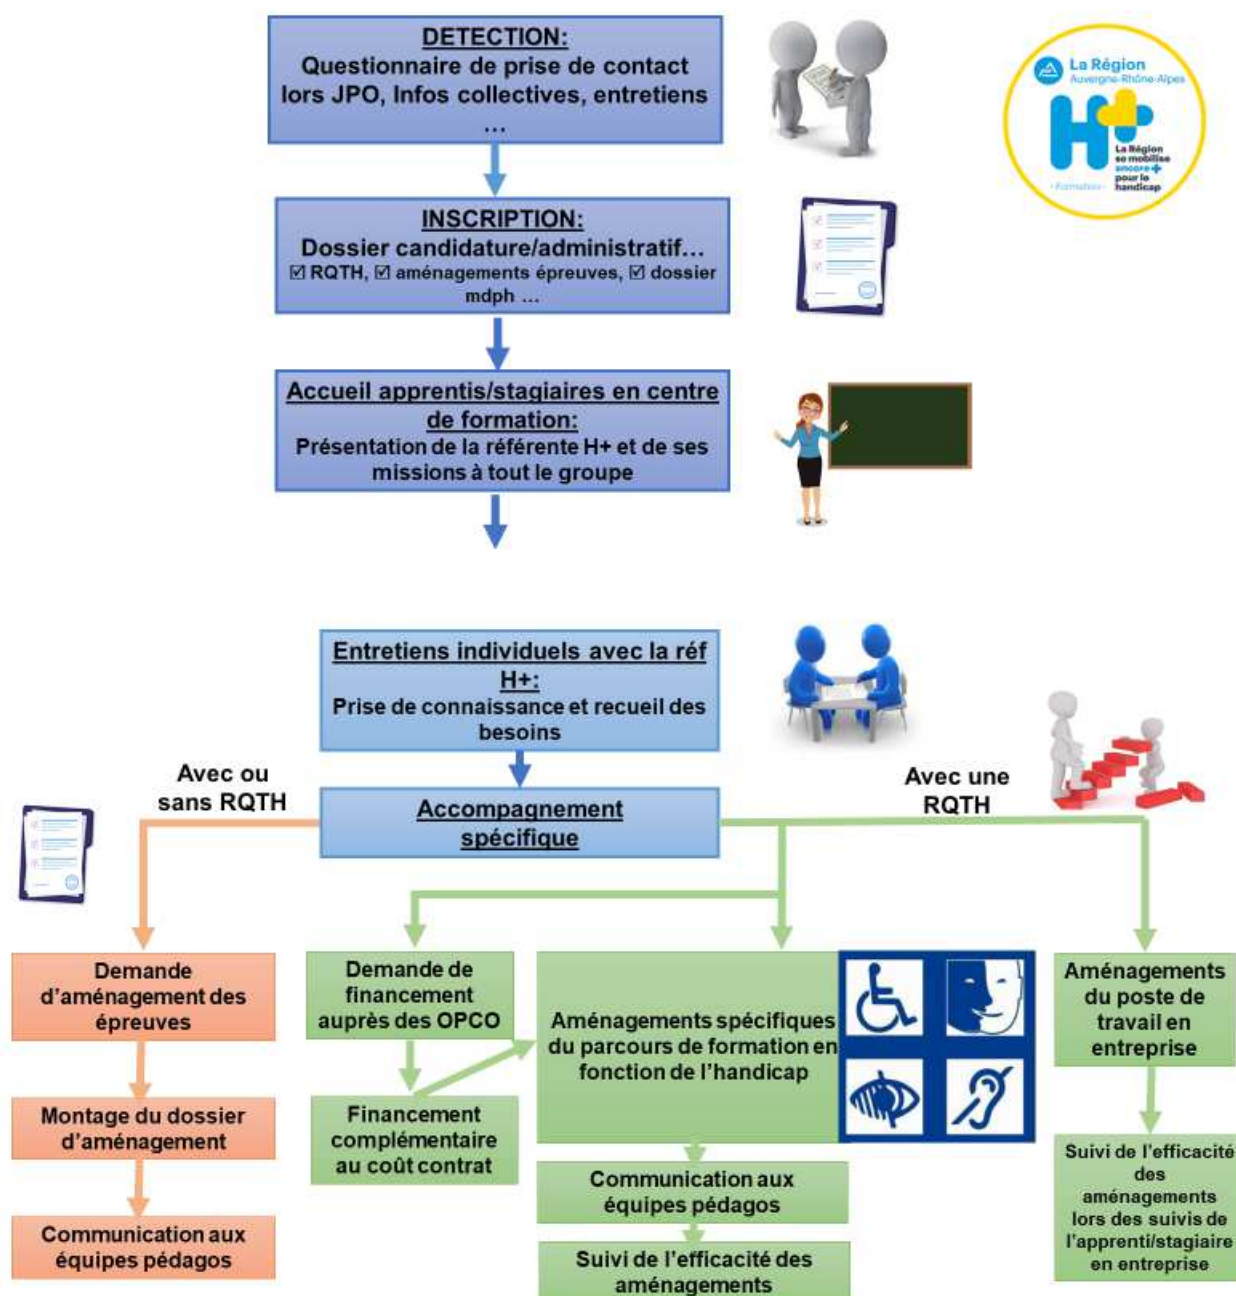 DETECTION:
Questionnaire de prise de contact
lors JPO, Infos collectives, entretiens
…
La Région
Auvergne-Rhône-Alpes
H+
La Région
se mobilise
encore +
pour le
handicap
- Formation -
INSCRIPTION:
Dossier candidature/administratif…
☑ RQTH, ☑ aménagements épreuves, ☑ dossier
mdph …
Accueil apprentis/stagiaires en centre
de formation:
Présentation de la référente H+ et de ses
missions à tout le groupe
Entretiens individuels avec la réf
H+:
Prise de connaissance et recueil des
besoins
Avec ou
sans RQTH
Accompagnement
spécifique
Avec une
RQTH
Demande
d’aménagement des
épreuves
Montage du dossier
d’aménagement
Communication aux
équipes pédagos
Demande de
financement
auprès des OPCO
Financement
complémentaire
au coût contrat
Aménagements spécifiques
du parcours de formation en
fonction de l’handicap
Communication aux
équipes pédagos
Suivi de l’efficacité des
aménagements
Aménagements
du poste de
travail en
entreprise
Suivi de l’efficacité
des
aménagements
lors des suivis de
l’apprenti/stagiaire
en entreprise